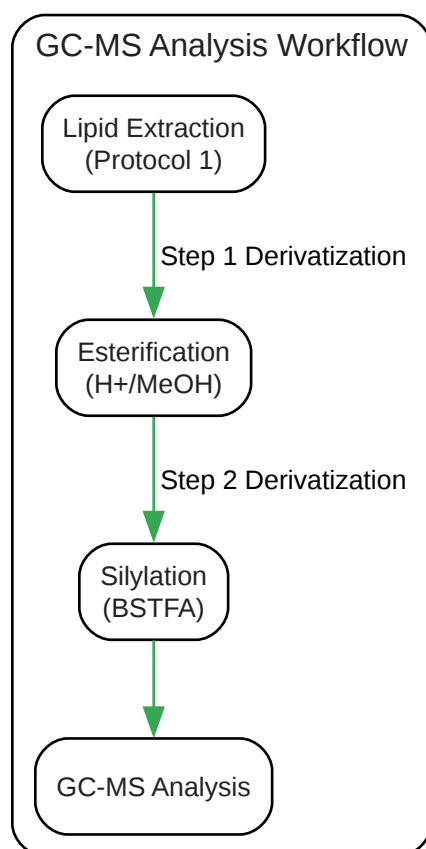 GC-MS Analysis Workflow
Lipid Extraction
(Protocol 1)
Step 1 Derivatization
Esterification
(H+/MeOH)
Step 2 Derivatization
Silylation
(BSTFA)
GC-MS Analysis